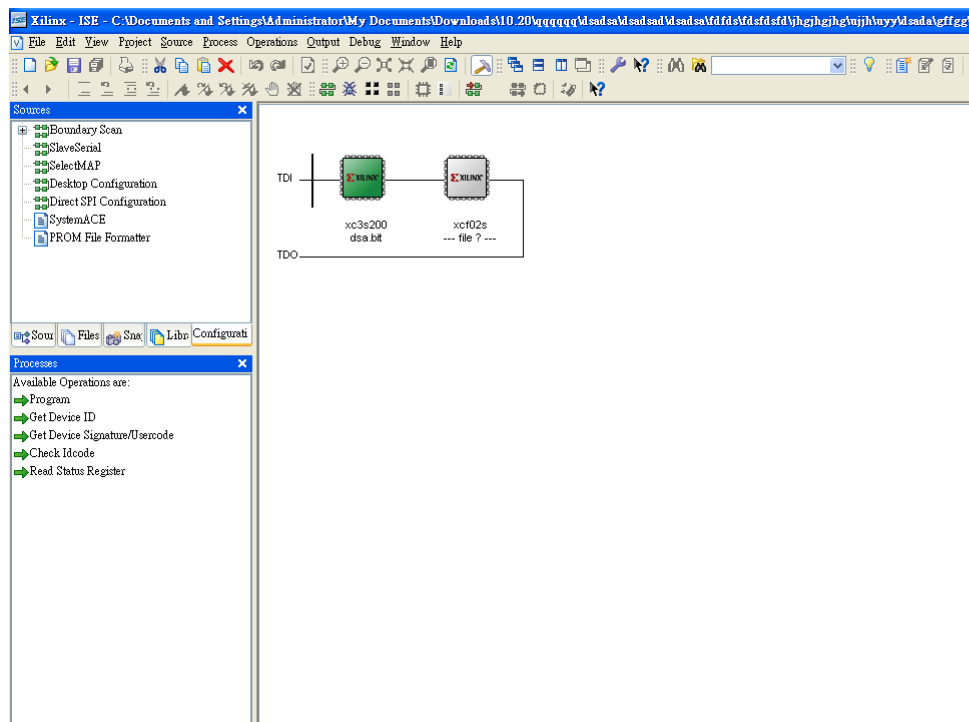 Xilinx - ISE - C:\Documents and Settings\Administrator\My Documents\Downloads\10.20\qqqqqq\dsadsa\dsadsad\dsadsa\fdfds\fdsfdsfd\jhgjhgjhg\ujjh\uyy\dsada\gffgg\
File Edit View Project Source Process Operations Output Debug Window Help
Sources
Boundary Scan
SlaveSerial
SelectMAP
Desktop Configuration
Direct SPI Configuration
SystemACE
PROM File Formatter
Sour Files Sna Libr Configurati
Processes
Available Operations are:
Program
Get Device ID
Get Device Signature/Usercode
Check Idcode
Read Status Register
TDI
XILINX XILINX
xc3s200 xcf02s
dsa.bit --- file ? ---
TDO